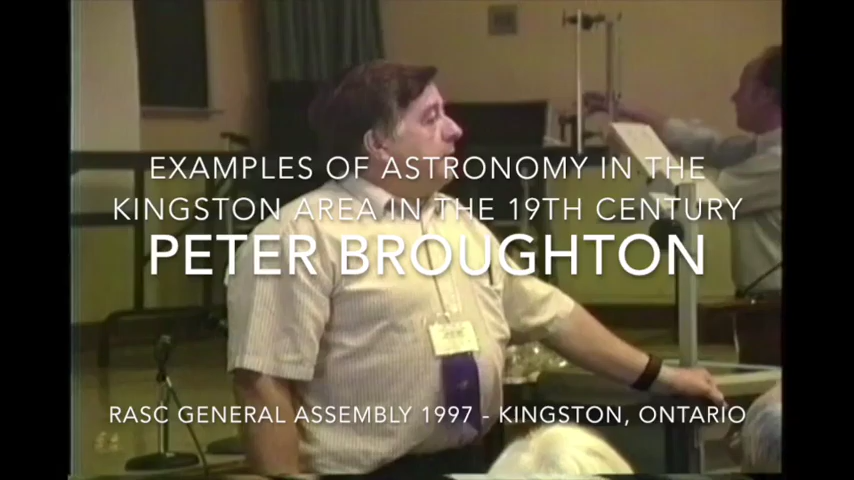 EXAMPLES OF ASTRONOMY IN THE
KINGSTON AREA IN THE 19TH CENTURY
PETER BROUGHTON
RASC GENERAL ASSEMBLY 1997 - KINGSTON, ONTARIO